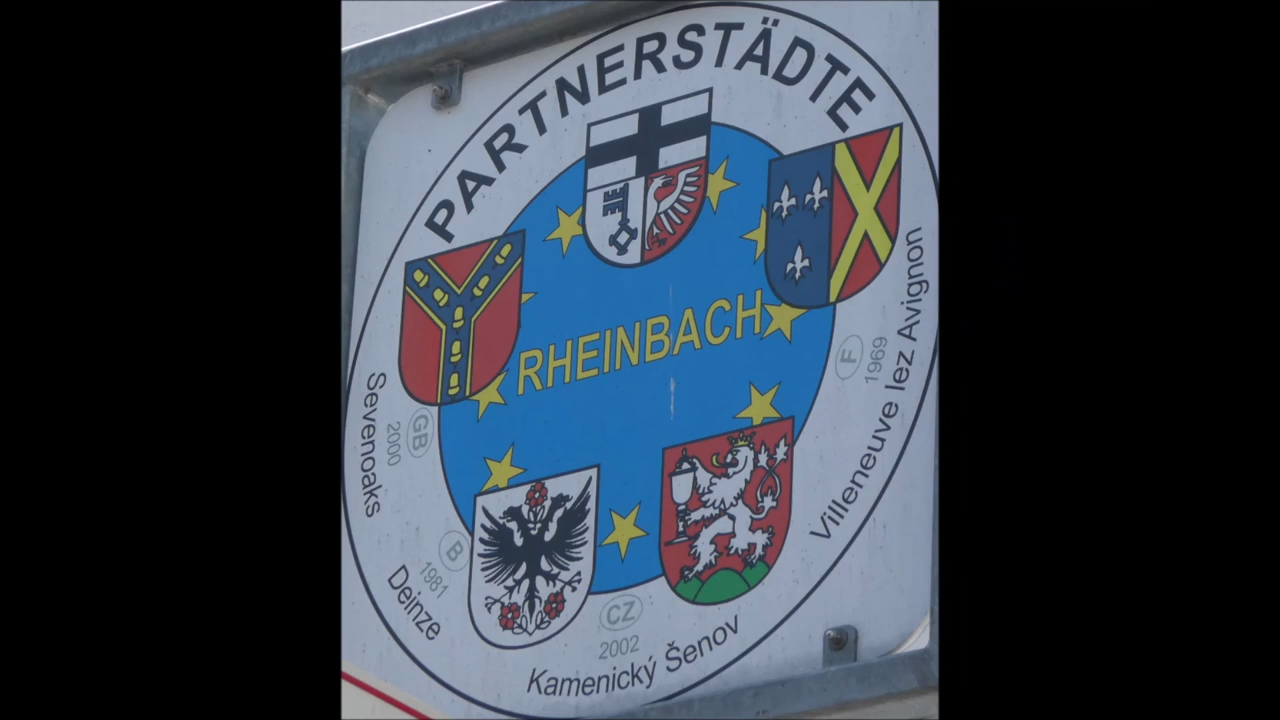 PARTNERSTÄDTE
RHEINBACH
F
1969
Villeneuve lez Avignon
GB
2000
Sevenoaks
B
1981
Deinze
CZ
2002
Kamenický Šenov